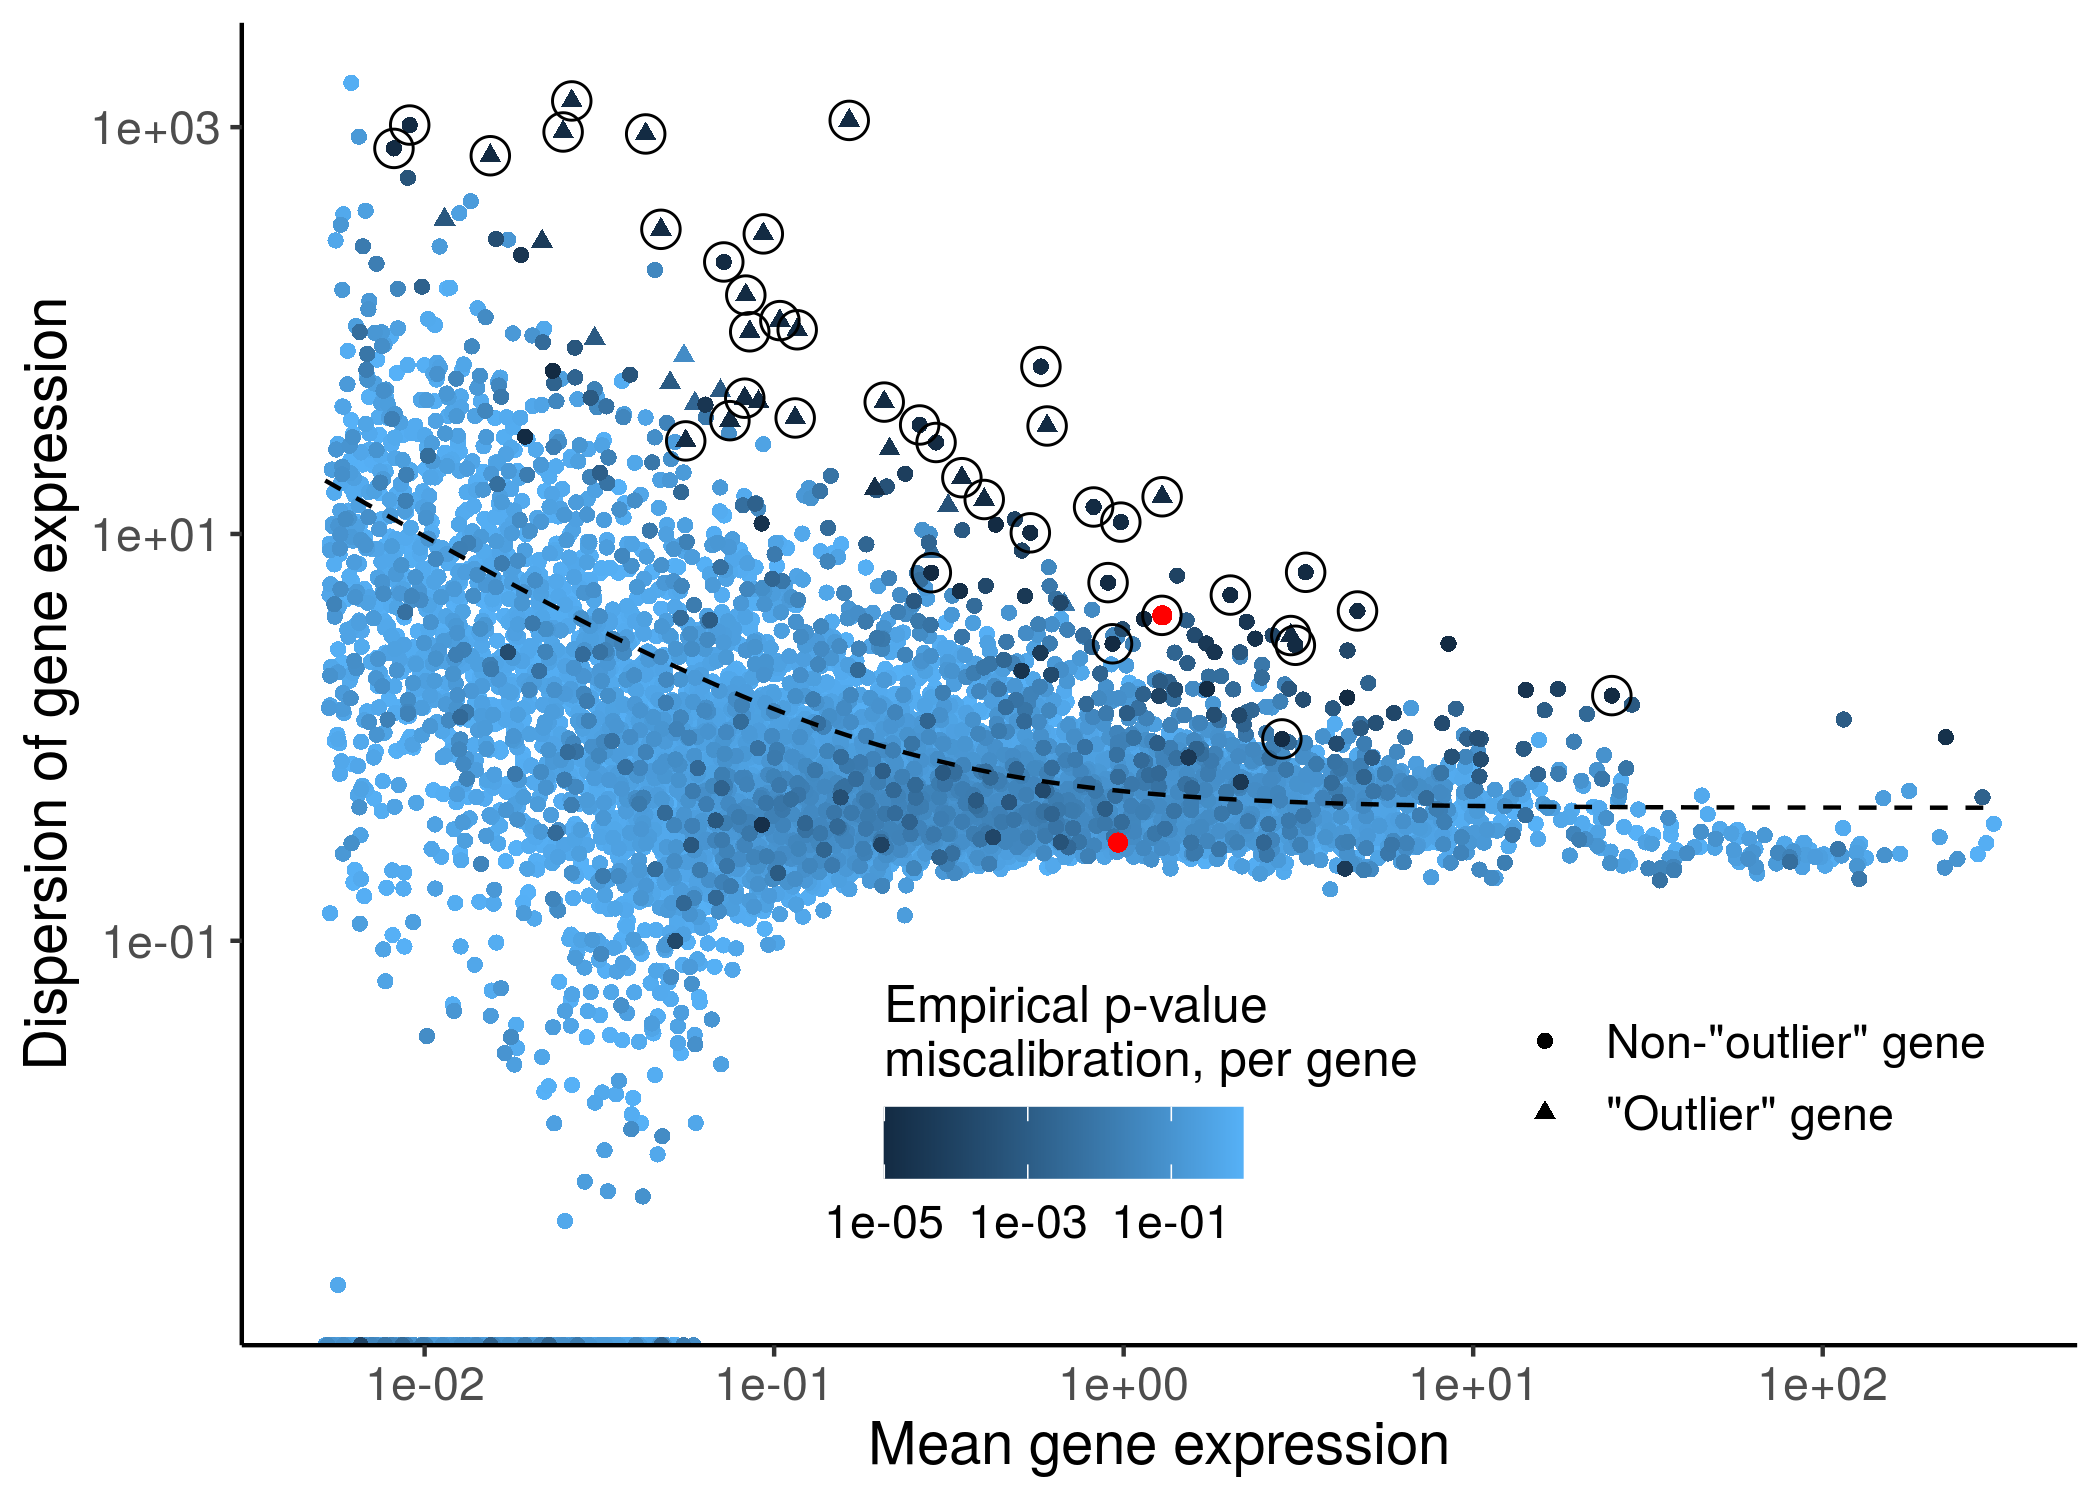 Dispersion of gene expression
1e+03
1e+01
1e-01
Empirical p-value
miscalibration, per gene
1e-05 1e-03 1e-01
Non-"outlier" gene
"Outlier" gene
1e-02 1e-01 1e+00 1e+01 1e+02
Mean gene expression